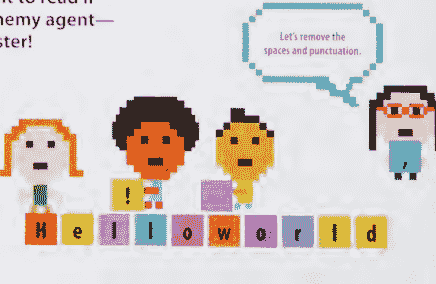 emy agent—
ster!
Let's remove the
spaces and punctuation.
!
,
Helloworld